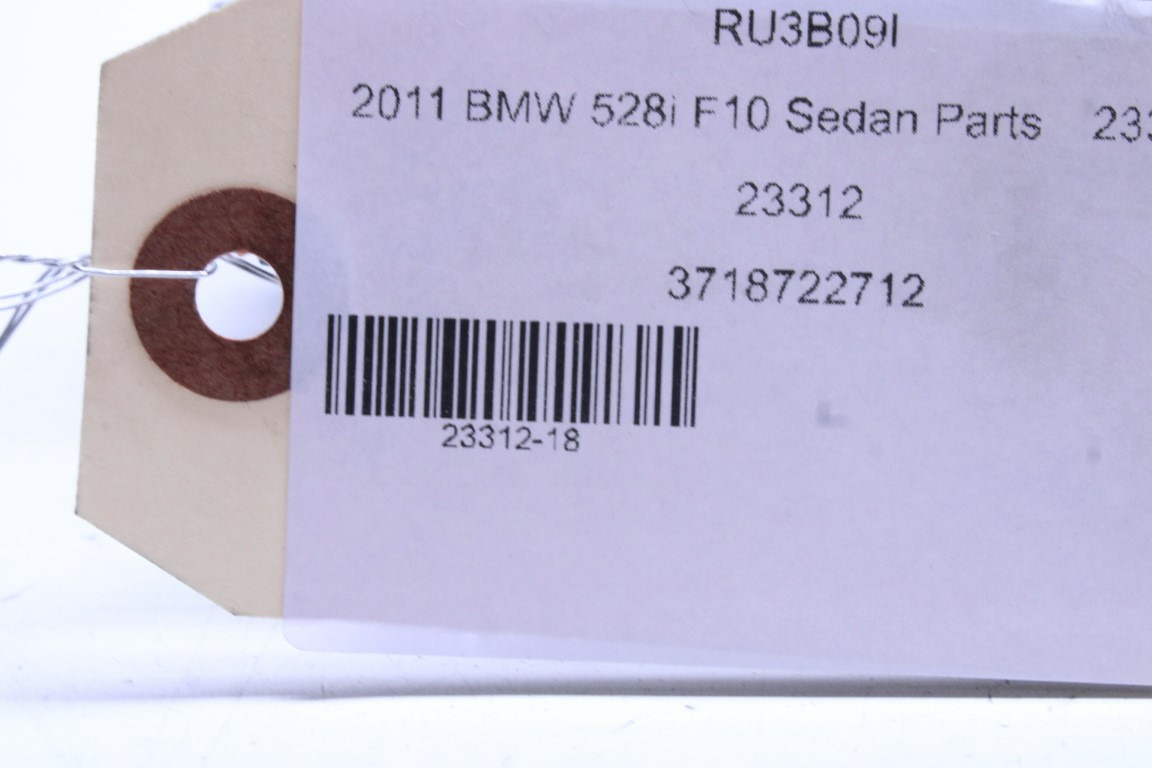 RU3B09I
2011 BMW 528i F10 Sedan Parts
23312
3718722712
23312-18